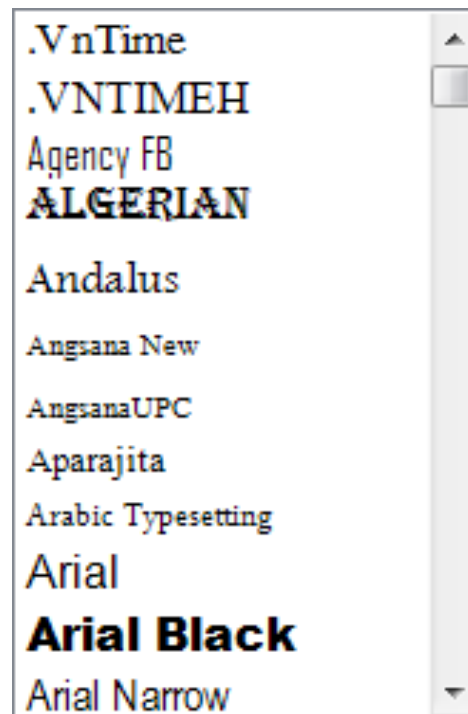 .VnTime
.VNTIMEH
Agency FB
ALGERIAN
Andalus
Angsana New
AngsanaUPC
Aparajita
Arabic Typesetting
Arial
Arial Black
Arial Narrow